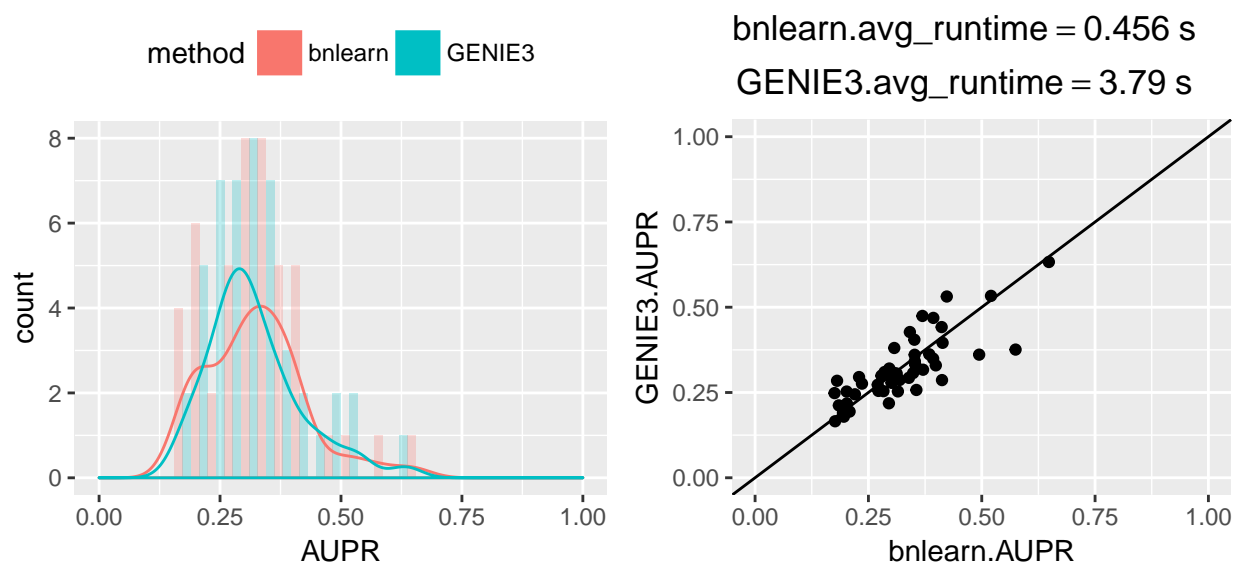 method bnlearn GENIE3
8
6
4
2
0
count
0.00 0.25 0.50 0.75 1.00
AUPR
bnlearn.avg_runtime = 0.456 s
GENIE3.avg_runtime = 3.79 s
1.00
0.75
0.50
0.25
0.00
GENIE3.AUPR
0.00 0.25 0.50 0.75 1.00
bnlearn.AUPR